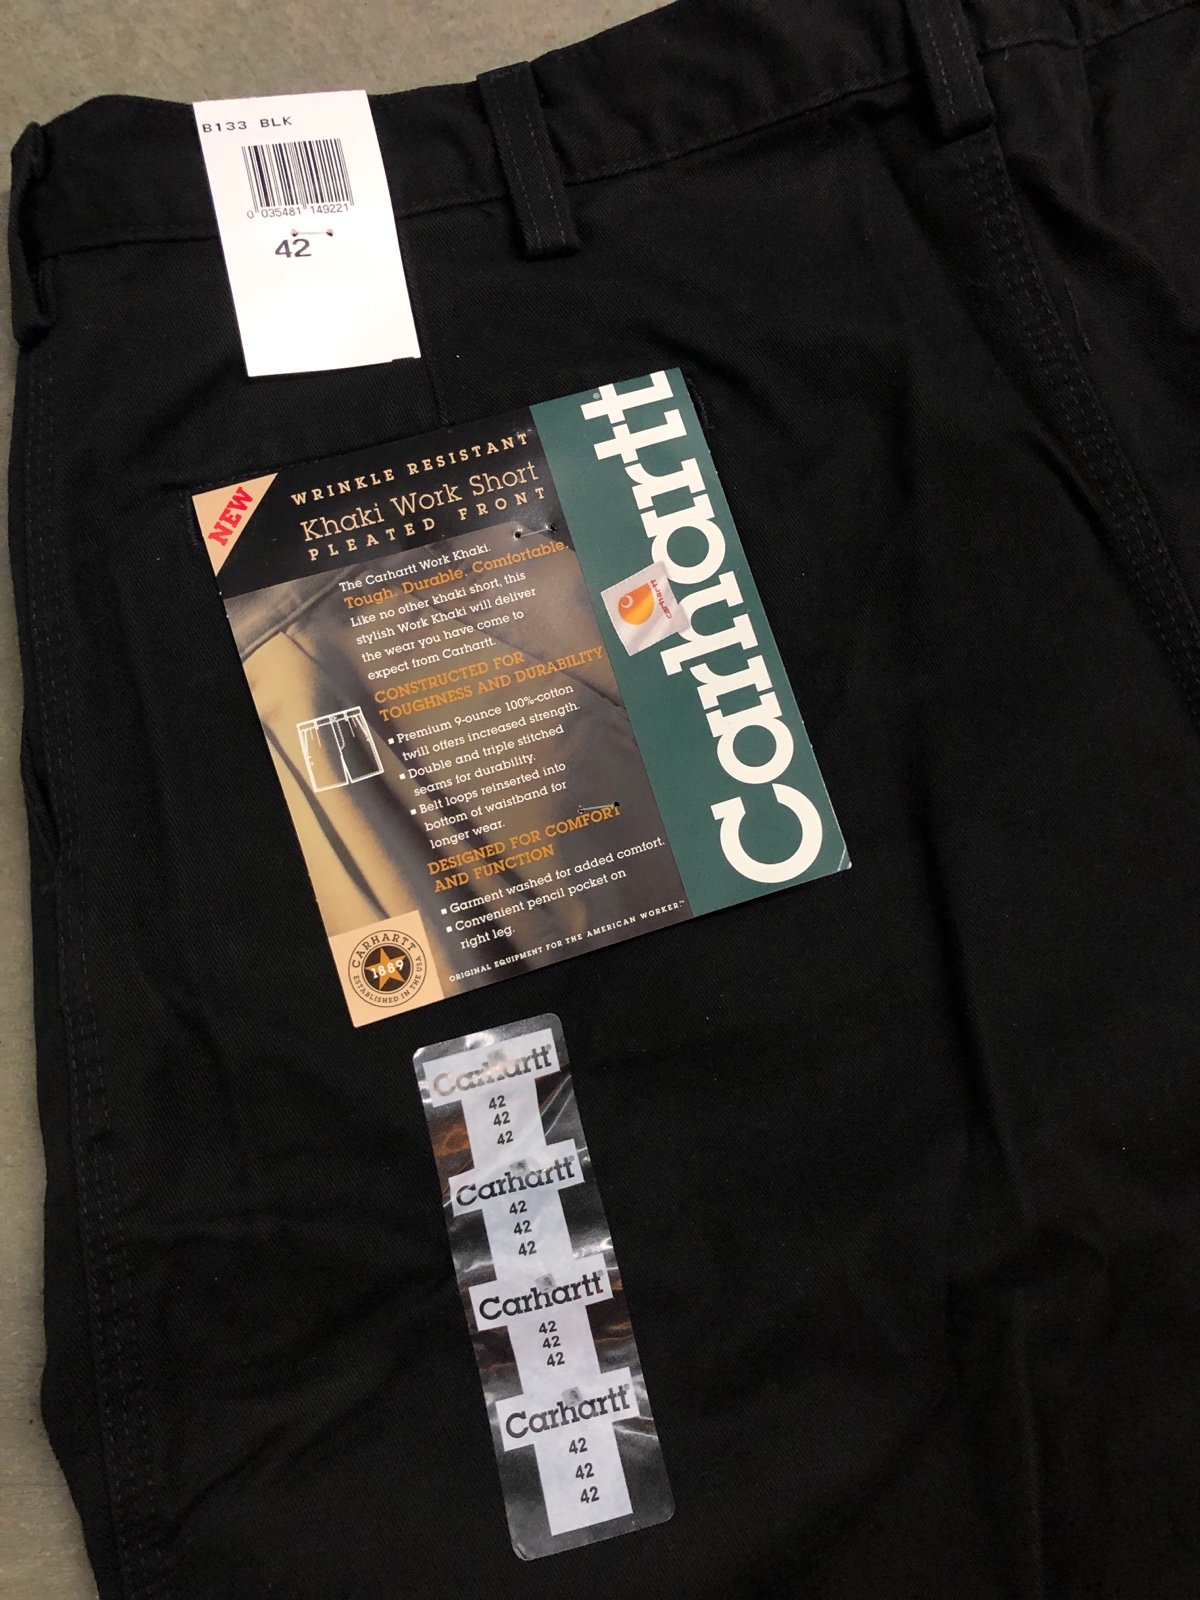 B133 BLK
0 035481 149221
42
NEW
WRINKLE RESISTANT
Khaki Work Short
PLEATED FRONT
The Carhartt Work Khaki.
Tough. Durable. Comfortable.
Like no other khaki short, this
stylish Work Khaki will deliver
the wear you have come to
expect from Carhartt.
CONSTRUCTED FOR
TOUGHNESS AND DURABILITY
▪ Premium 9-ounce 100%-cotton
twill offers increased strength.
▪ Double and triple stitched
seams for durability.
▪ Belt loops reinserted into
bottom of waistband for
longer wear.
DESIGNED FOR COMFORT
AND FUNCTION
▪ Garment washed for added comfort.
▪ Convenient pencil pocket on
right leg.
ORIGINAL EQUIPMENT FOR THE AMERICAN WORKER.™
CARHARTT
1889
ESTABLISHED IN THE USA
Carhartt®
carhartt
Carhartt®
42
42
42
Carhartt®
42
42
42
Carhartt®
42
42
42
Carhartt®
42
42
42